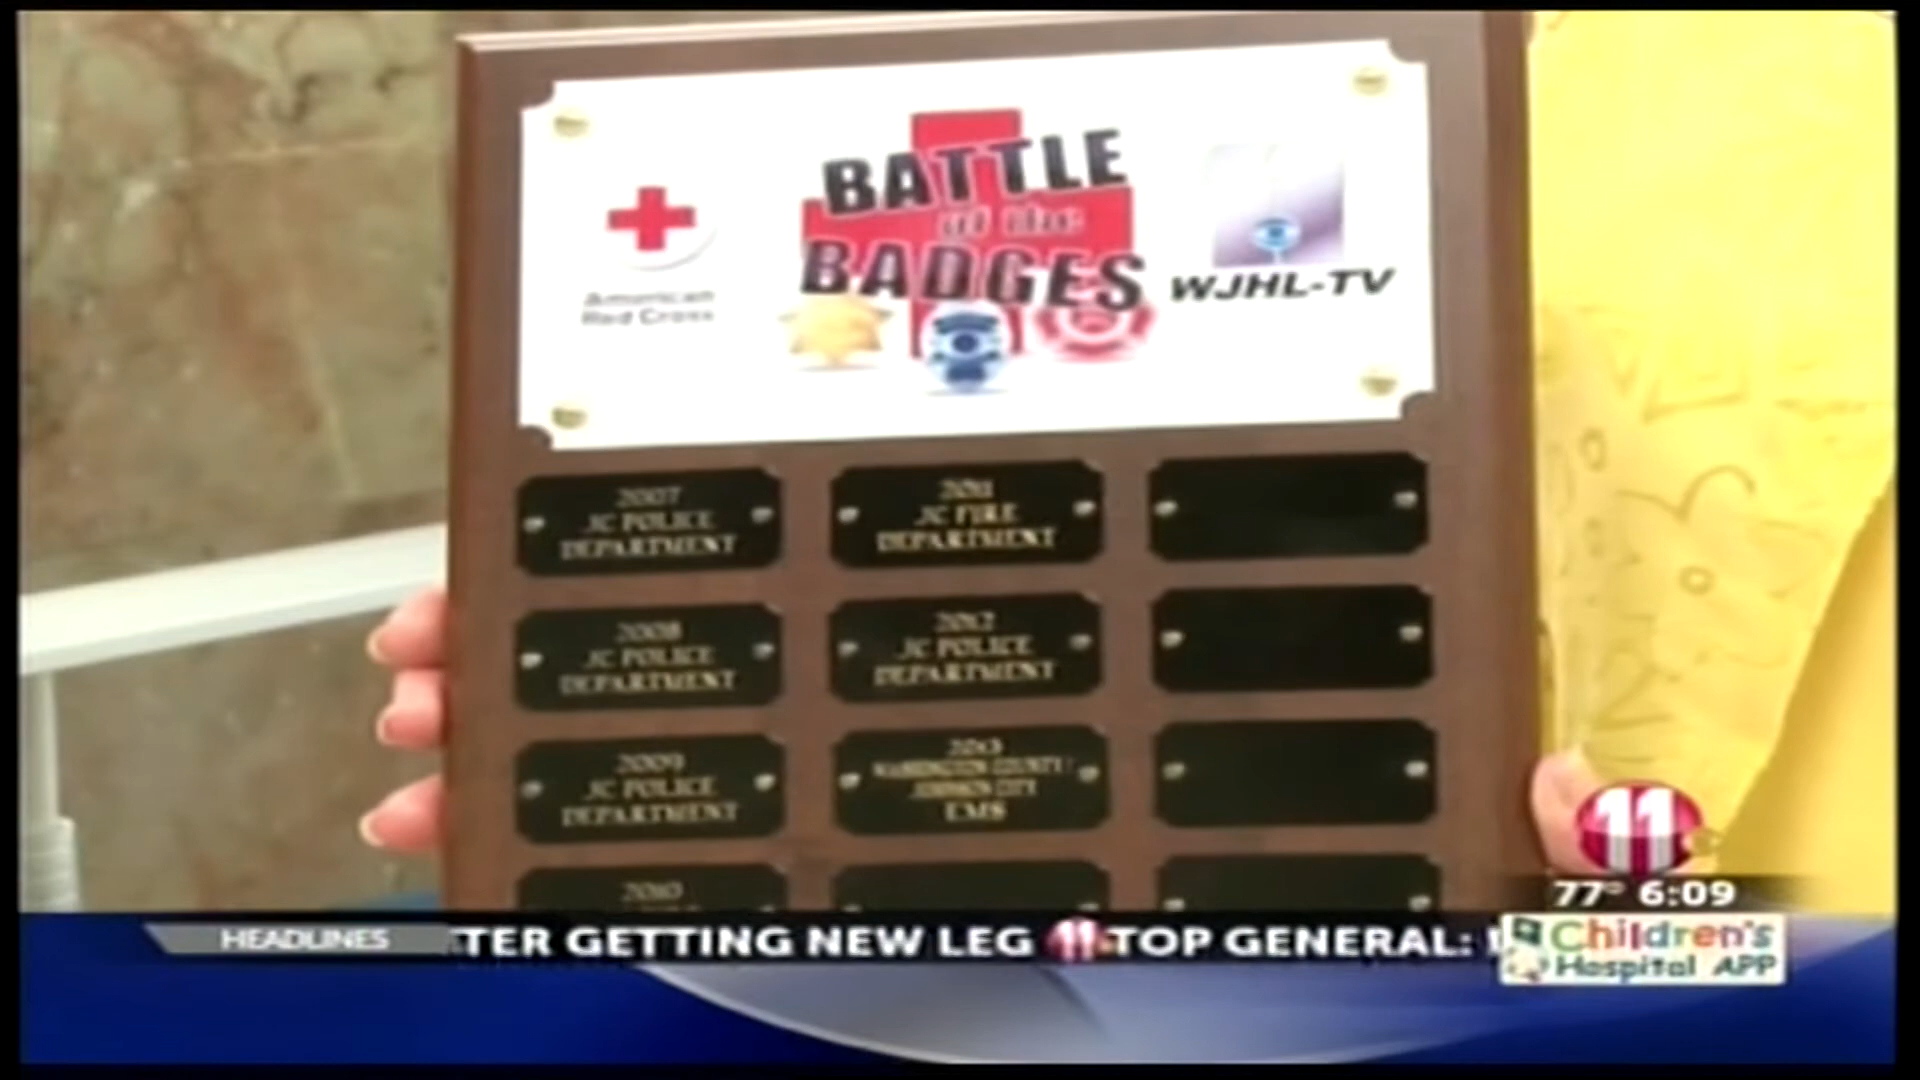 BATTLE
of the
BADGES
American
Red Cross
WJHL-TV
2007
JC POLICE
DEPARTMENT
2011
JC FIRE
DEPARTMENT
2008
JC POLICE
DEPARTMENT
2012
JC POLICE
DEPARTMENT
2009
JC POLICE
DEPARTMENT
2013
WASHINGTON COUNTY/
JOHNSON CITY
EMS
2010
11
77° 6:09
HEADLINES
TER GETTING NEW LEG 11 TOP GENERAL:
Children's
Hospital APP